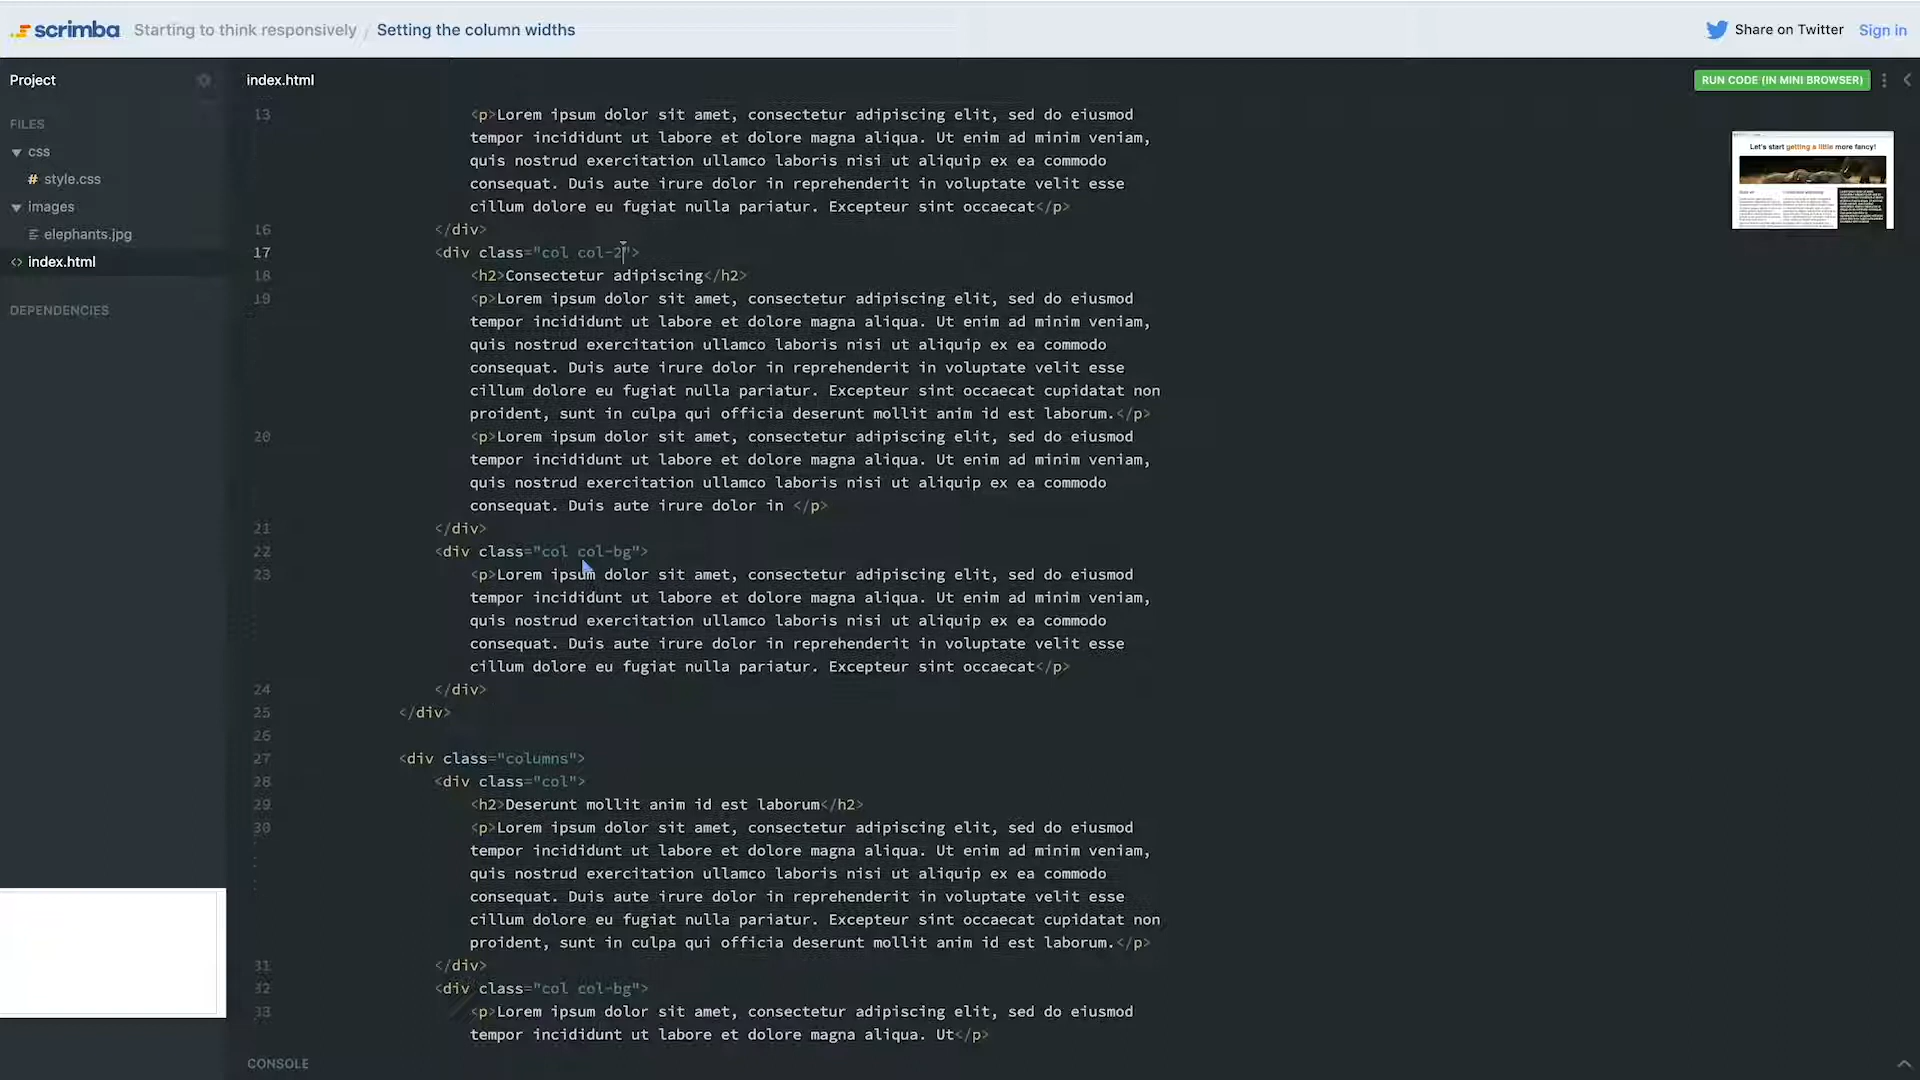 scrimba Starting to think responsively / Setting the column widths Share on Twitter Sign in
Project index.html RUN CODE (IN MINI BROWSER)
FILES
css
# style.css
images
elephants.jpg
<> index.html
DEPENDENCIES
13 <p>Lorem ipsum dolor sit amet, consectetur adipiscing elit, sed do eiusmod
tempor incididunt ut labore et dolore magna aliqua. Ut enim ad minim veniam,
quis nostrud exercitation ullamco laboris nisi ut aliquip ex ea commodo
consequat. Duis aute irure dolor in reprehenderit in voluptate velit esse
cillum dolore eu fugiat nulla pariatur. Excepteur sint occaecat</p>
16 </div>
17 <div class="col col-2">
18 <h2>Consectetur adipiscing</h2>
19 <p>Lorem ipsum dolor sit amet, consectetur adipiscing elit, sed do eiusmod
tempor incididunt ut labore et dolore magna aliqua. Ut enim ad minim veniam,
quis nostrud exercitation ullamco laboris nisi ut aliquip ex ea commodo
consequat. Duis aute irure dolor in reprehenderit in voluptate velit esse
cillum dolore eu fugiat nulla pariatur. Excepteur sint occaecat cupidatat non
proident, sunt in culpa qui officia deserunt mollit anim id est laborum.</p>
20 <p>Lorem ipsum dolor sit amet, consectetur adipiscing elit, sed do eiusmod
tempor incididunt ut labore et dolore magna aliqua. Ut enim ad minim veniam,
quis nostrud exercitation ullamco laboris nisi ut aliquip ex ea commodo
consequat. Duis aute irure dolor in </p>
21 </div>
22 <div class="col col-bg">
23 <p>Lorem ipsum dolor sit amet, consectetur adipiscing elit, sed do eiusmod
tempor incididunt ut labore et dolore magna aliqua. Ut enim ad minim veniam,
quis nostrud exercitation ullamco laboris nisi ut aliquip ex ea commodo
consequat. Duis aute irure dolor in reprehenderit in voluptate velit esse
cillum dolore eu fugiat nulla pariatur. Excepteur sint occaecat</p>
24 </div>
25 </div>
26
27 <div class="columns">
28 <div class="col">
29 <h2>Deserunt mollit anim id est laborum</h2>
30 <p>Lorem ipsum dolor sit amet, consectetur adipiscing elit, sed do eiusmod
tempor incididunt ut labore et dolore magna aliqua. Ut enim ad minim veniam,
quis nostrud exercitation ullamco laboris nisi ut aliquip ex ea commodo
consequat. Duis aute irure dolor in reprehenderit in voluptate velit esse
cillum dolore eu fugiat nulla pariatur. Excepteur sint occaecat cupidatat non
proident, sunt in culpa qui officia deserunt mollit anim id est laborum.</p>
31 </div>
32 <div class="col col-bg">
33 <p>Lorem ipsum dolor sit amet, consectetur adipiscing elit, sed do eiusmod
tempor incididunt ut labore et dolore magna aliqua. Ut</p>
CONSOLE
Let's start getting a little more fancy!